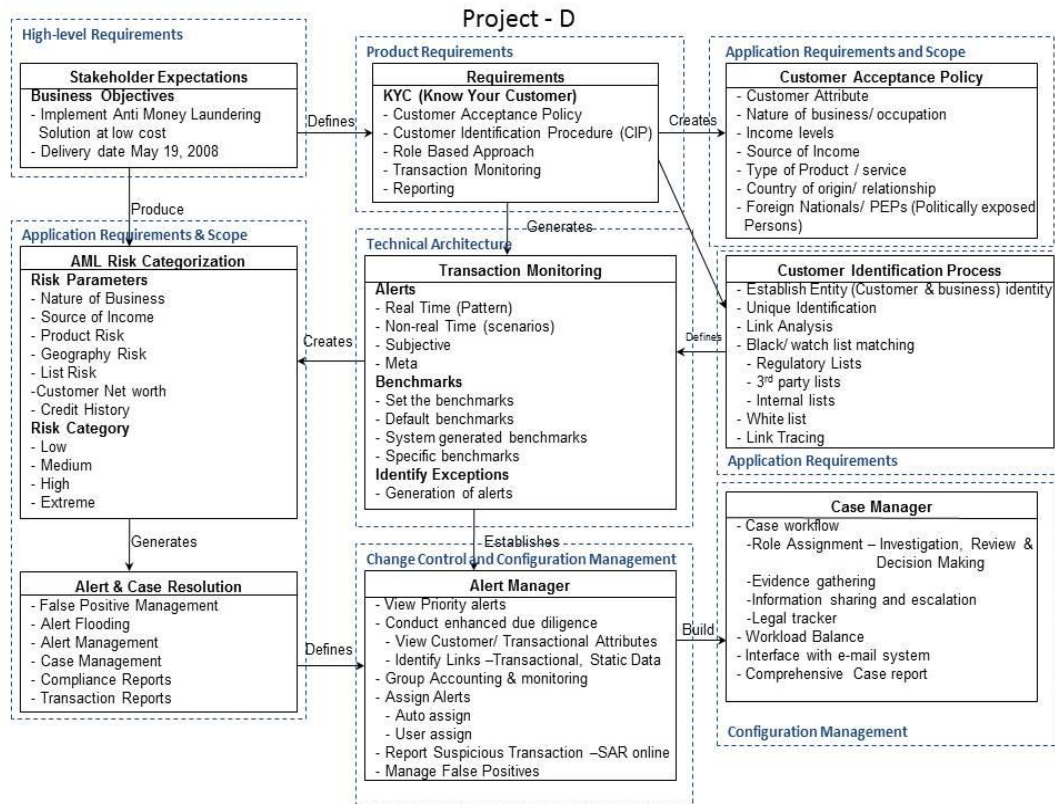 Project - D
High-level Requirements
Stakeholder Expectations
Business Objectives
- Implement Anti Money Laundering
Solution at low cost
- Delivery date May 19, 2008
Defines
Product Requirements
Requirements
KYC (Know Your Customer)
- Customer Acceptance Policy
- Customer Identification Procedure (CIP)
- Role Based Approach
- Transaction Monitoring
- Reporting
Creates
Application Requirements and Scope
Customer Acceptance Policy
- Customer Attribute
- Nature of business/ occupation
- Income levels
- Source of Income
- Type of Product / service
- Country of origin/ relationship
- Foreign Nationals/ PEPs (Politically exposed
Persons)
Produce
Generates
Application Requirements & Scope
AML Risk Categorization
Risk Parameters
- Nature of Business
- Source of Income
- Product Risk
- Geography Risk
- List Risk
-Customer Net worth
- Credit History
Risk Category
- Low
- Medium
- High
- Extreme
Creates
Technical Architecture
Transaction Monitoring
Alerts
- Real Time (Pattern)
- Non-real Time (scenarios)
- Subjective
- Meta
Benchmarks
- Set the benchmarks
- Default benchmarks
- System generated benchmarks
- Specific benchmarks
Identify Exceptions
- Generation of alerts
Defines
Customer Identification Process
- Establish Entity (Customer & business) identity
- Unique Identification
- Link Analysis
- Black/ watch list matching
- Regulatory Lists
- 3rd party lists
- Internal lists
- White list
- Link Tracing
Application Requirements
Generates
Establishes
Alert & Case Resolution
- False Positive Management
- Alert Flooding
- Alert Management
- Case Management
- Compliance Reports
- Transaction Reports
Defines
Change Control and Configuration Management
Alert Manager
- View Priority alerts
- Conduct enhanced due diligence
- View Customer/ Transactional Attributes
- Identify Links –Transactional, Static Data
- Group Accounting & monitoring
- Assign Alerts
- Auto assign
- User assign
- Report Suspicious Transaction –SAR online
- Manage False Positives
Build
Case Manager
- Case workflow
-Role Assignment – Investigation, Review &
Decision Making
-Evidence gathering
-Information sharing and escalation
-Legal tracker
- Workload Balance
- Interface with e-mail system
- Comprehensive Case report
Configuration Management